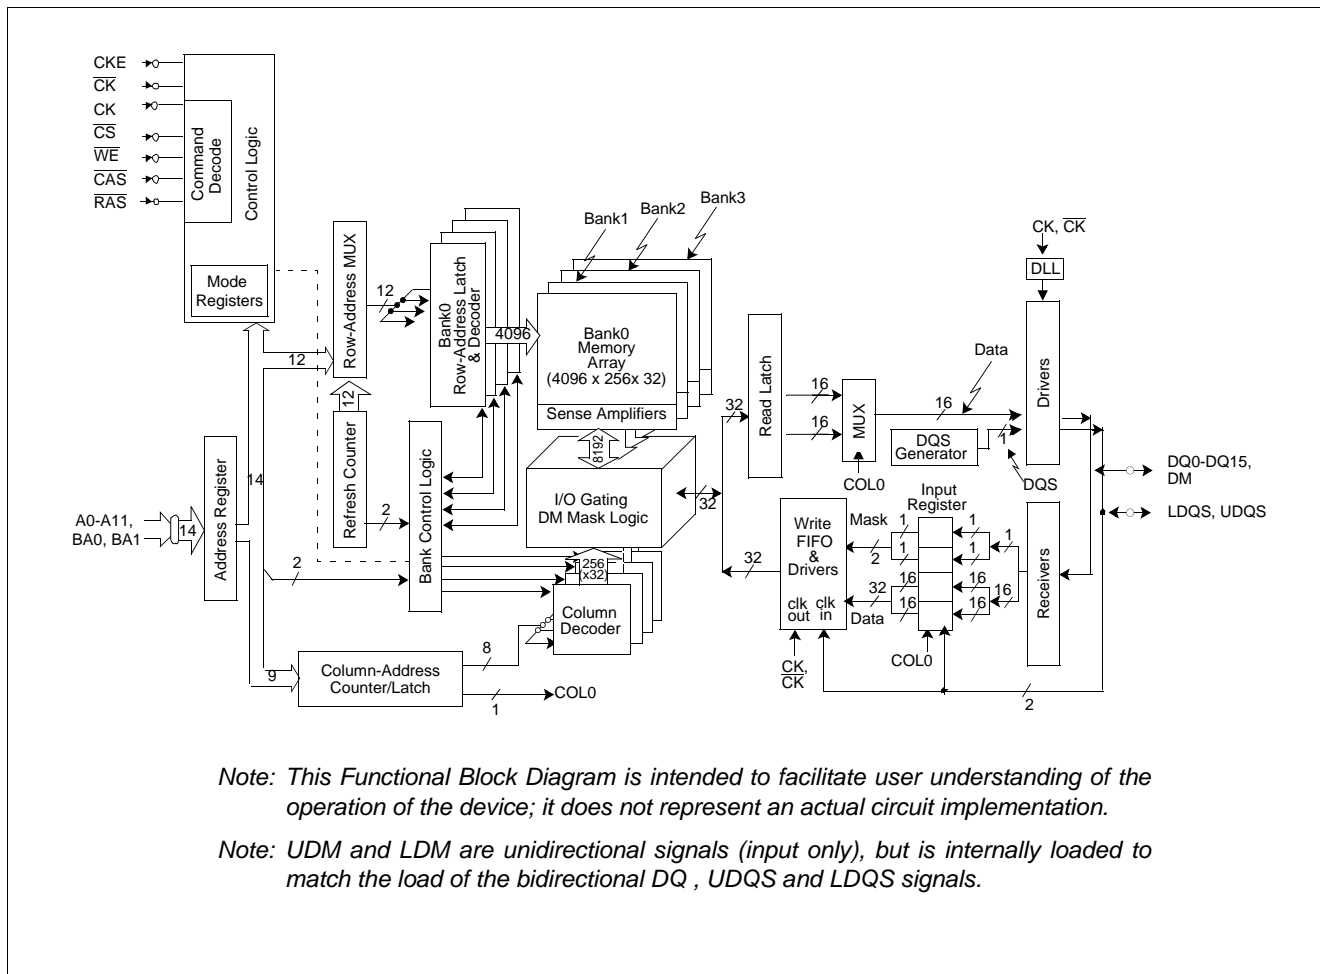 CKE
CK
CK
CS
WE
CAS
RAS
Command
Decode
Control Logic
Mode
Registers
Row-Address MUX
12
12
12
Refresh Counter
14
14
Address Register
A0-A11,
BA0, BA1
2
2
9
Bank Control Logic
Bank0
Row-Address Latch
& Decoder
4096
Bank1
Bank2
Bank3
Bank0
Memory
Array
(4096 x 256x 32)
Sense Amplifiers
8192
I/O Gating
DM Mask Logic
256
(x32)
Column
Decoder
Column-Address
Counter/Latch
8
1
COL0
32
32
32
Read Latch
16
16
MUX
COL0
16
Data
DQS
Generator
1
DQS
CK, CK
DLL
Drivers
DQ0-DQ15,
DM
LDQS, UDQS
Receivers
Input
Register
Write
FIFO
&
Drivers
clk
out
clk
in
Mask
2
32
Data
1
1
16
16
1
1
16
16
1
16
CK,
CK
COL0
2
Note: This Functional Block Diagram is intended to facilitate user understanding of the
operation of the device; it does not represent an actual circuit implementation.
Note: UDM and LDM are unidirectional signals (input only), but is internally loaded to
match the load of the bidirectional DQ , UDQS and LDQS signals.